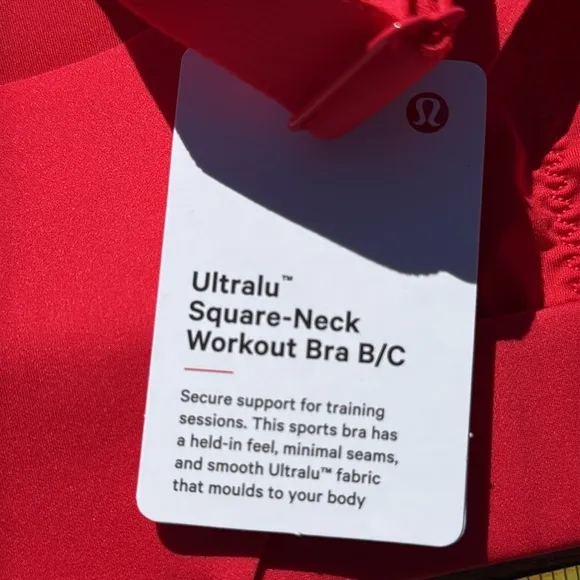 Ultralu™
Square-Neck
Workout Bra B/C
Secure support for training
sessions. This sports bra has
a held-in feel, minimal seams,
and smooth Ultralu™ fabric
that moulds to your body